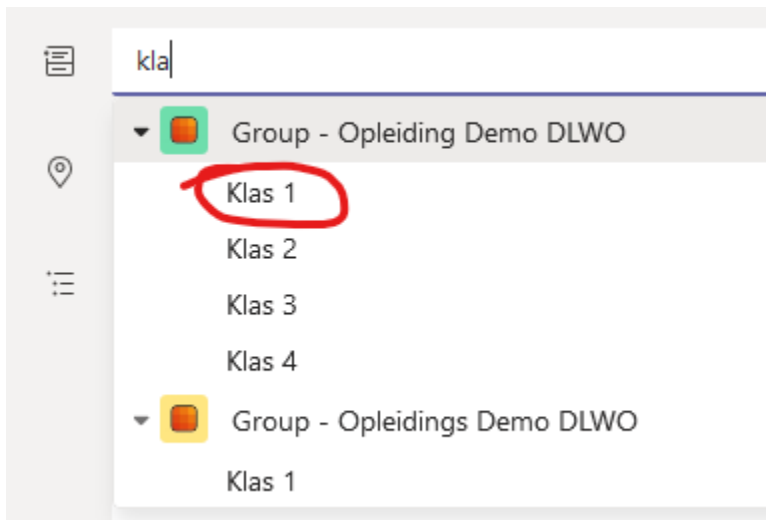 kla
Group - Opleiding Demo DLWO
Klas 1
Klas 2
Klas 3
Klas 4
Group - Opleidings Demo DLWO
Klas 1